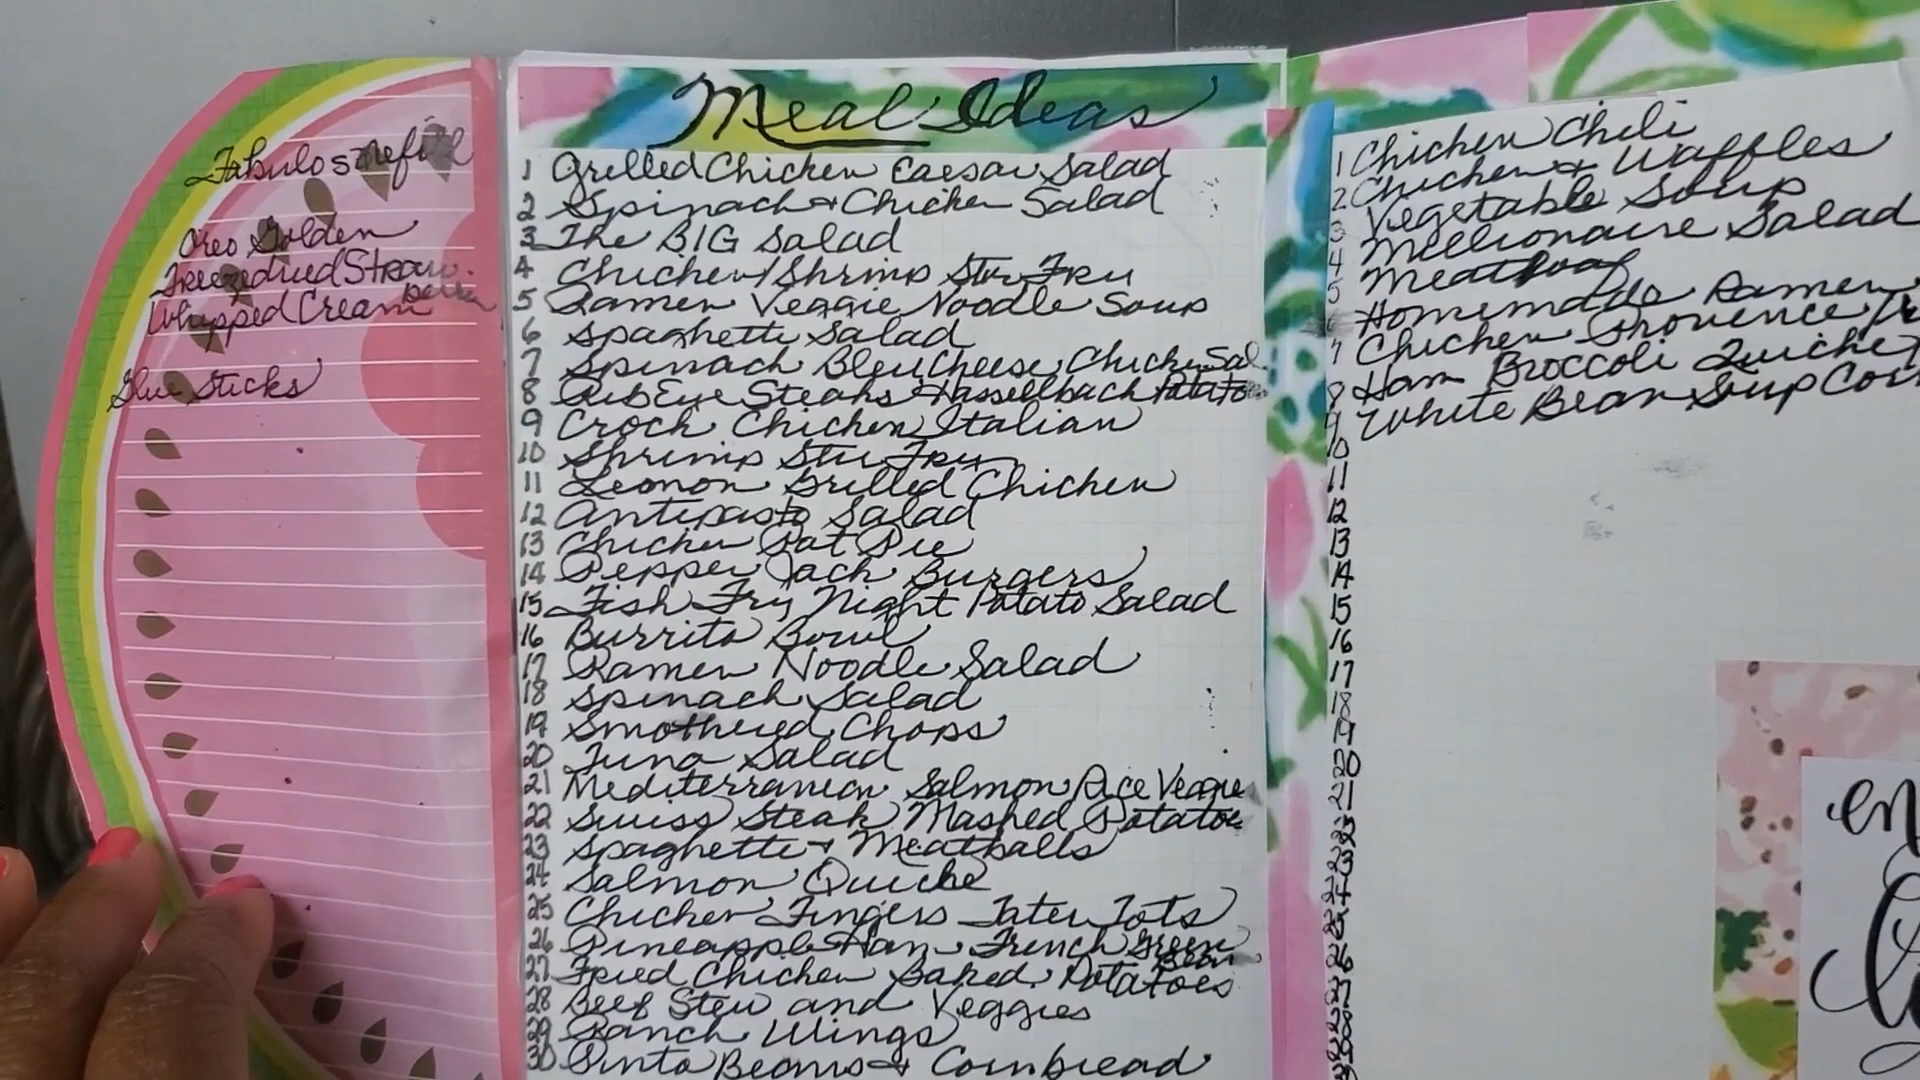 Fabulos refill
Oreo Golden
Freezedried Straw
berries
Whipped Cream
Glue Sticks
Meal Ideas
1 Grilled Chicken Caesar Salad
2 Spinach + Chicken Salad
3 The BIG Salad
4 Chicken/Shrimp Stir Fry
5 Ramen Veggie Noodle Soup
6 Spaghetti Salad
7 Spinach BleuCheese Chicken Sal
8 RibEye Steaks Hassellback Potato
9 Crock Chicken Italian
10 Shrimp Stir Fry
11 Lemon Grilled Chicken
12 Antipasto Salad
13 Chicken Pot Pie
14 Pepper Jack Burgers
15 Fish Fry Night Potato Salad
16 Burrito Bowl
17 Ramen Noodle Salad
18 Spinach Salad
19 Smothered Chops
20 Tuna Salad
21 Mediterranean Salmon Rice Veggie
22 Swiss Steak Mashed Potatoe
23 Spaghetti + Meatballs
24 Salmon Quiche
25 Chicken Fingers Tater Tots
26 Pineapple Ham French Green
Bean
27 Fried Chicken Baked Potatoes
28 Beef Stew and Veggies
29 Ranch Wings
30 Pinto Beans + Cornbread
1 Chicken Chili
2 Chicken + Waffles
3 Vegetable Soup
4 Millionaire Salad
5 Meatloaf
6 Homemade Ramen
7 Chicken Provence
8 Ham Broccoli Quiche
9 White Bean Soup Corn
10
11
12
13
14
15
16
17
18
19
20
21
22
23
24
25
26
27
en